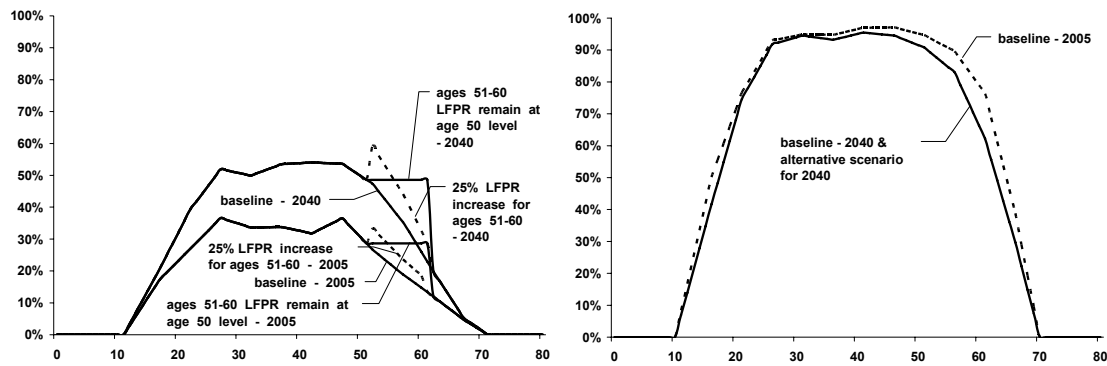 100%
90%
80%
70%
60%
50%
40%
30%
20%
10%
0%
0 10 20 30 40 50 60 70 80
ages 51-60
LFPR remain at
age 50 level
- 2040
baseline - 2040
25% LFPR
increase for
ages 51-60
- 2040
25% LFPR increase
for ages 51-60 - 2005
baseline - 2005
ages 51-60 LFPR remain at
age 50 level - 2005
100%
90%
80%
70%
60%
50%
40%
30%
20%
10%
0%
0 10 20 30 40 50 60 70 80
baseline - 2005
baseline - 2040 &
alternative scenario
for 2040